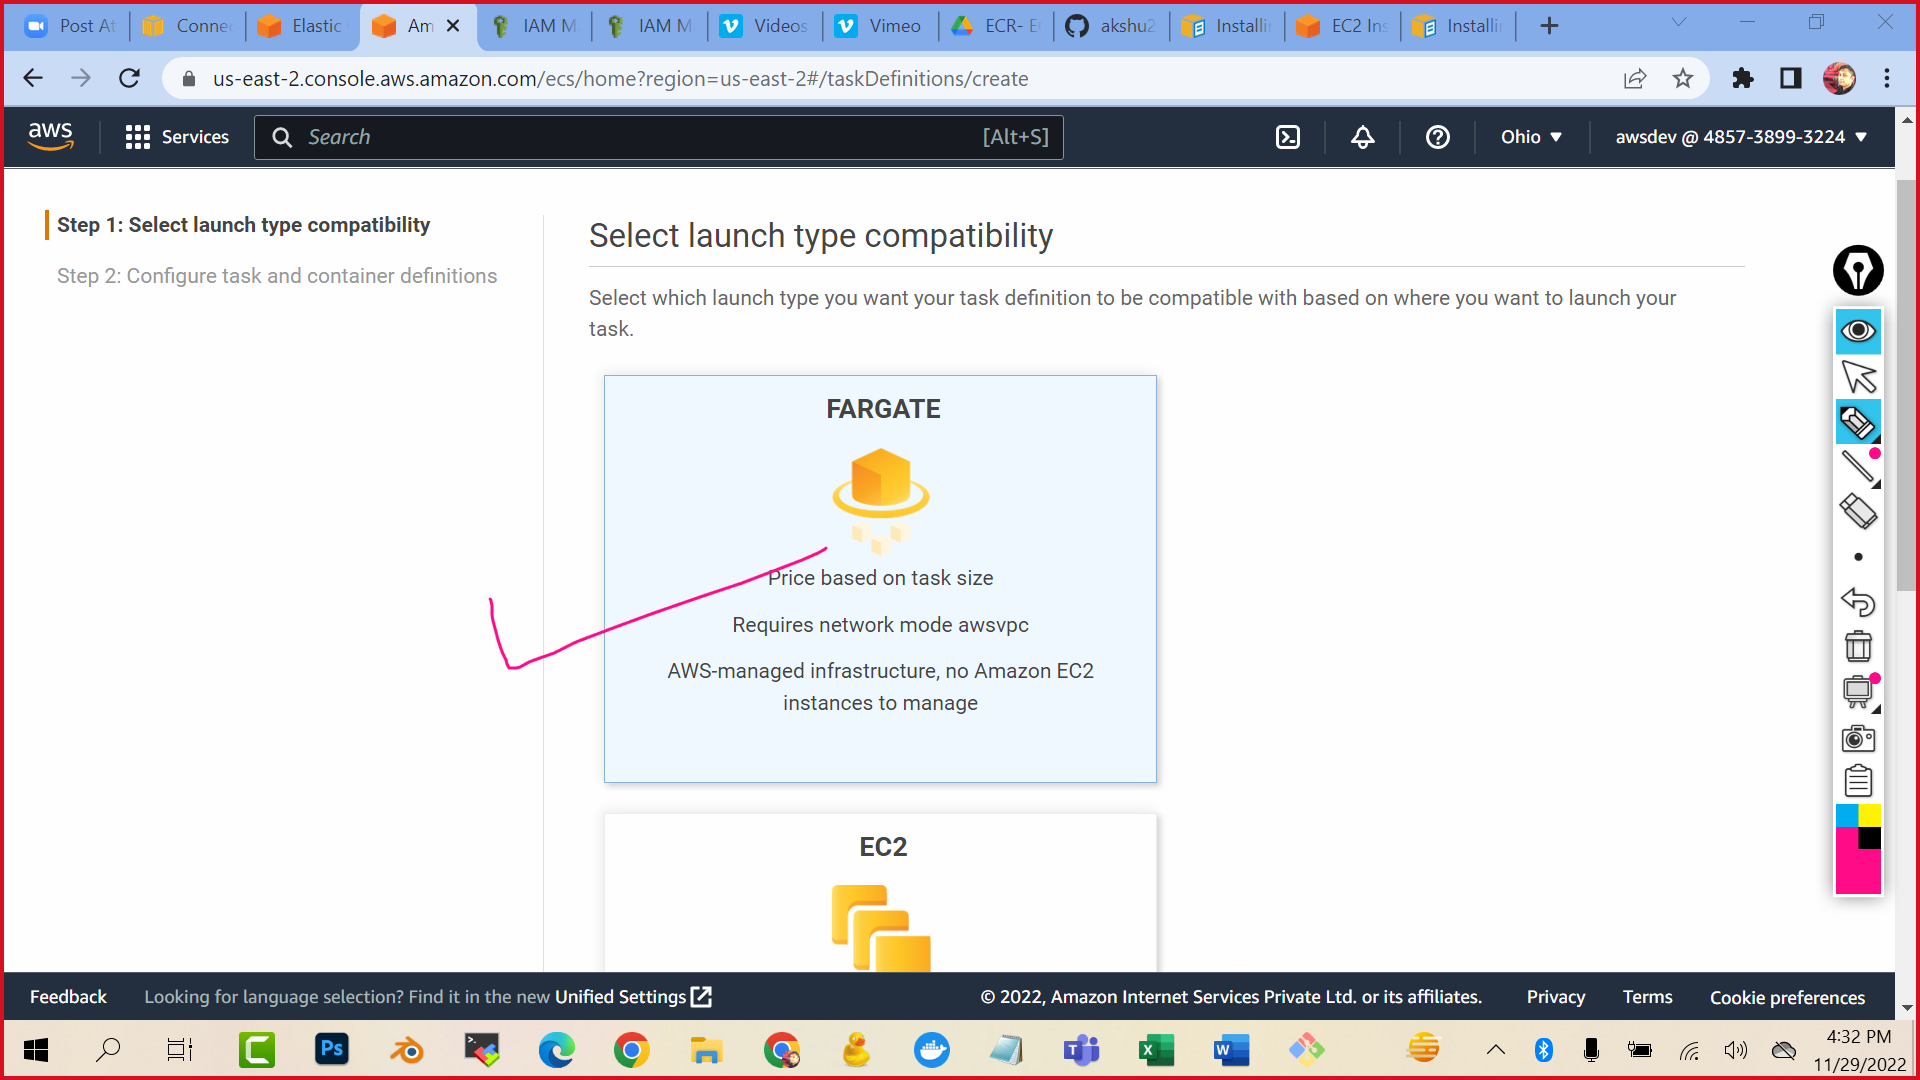 Post At
Conne
Elastic
Am
IAM M
IAM M
Videos
Vimeo
ECR- E
akshu2
Installi
EC2 Ins
Installi
us-east-2.console.aws.amazon.com/ecs/home?region=us-east-2#/taskDefinitions/create
aws
Services
Search
[Alt+S]
Ohio
awsdev @ 4857-3899-3224
Step 1: Select launch type compatibility
Step 2: Configure task and container definitions
Select launch type compatibility
Select which launch type you want your task definition to be compatible with based on where you want to launch your
task.
FARGATE
Price based on task size
Requires network mode awsvpc
AWS-managed infrastructure, no Amazon EC2
instances to manage
EC2
Feedback
Looking for language selection? Find it in the new Unified Settings
© 2022, Amazon Internet Services Private Ltd. or its affiliates.
Privacy
Terms
Cookie preferences
Ps
4:32 PM
11/29/2022